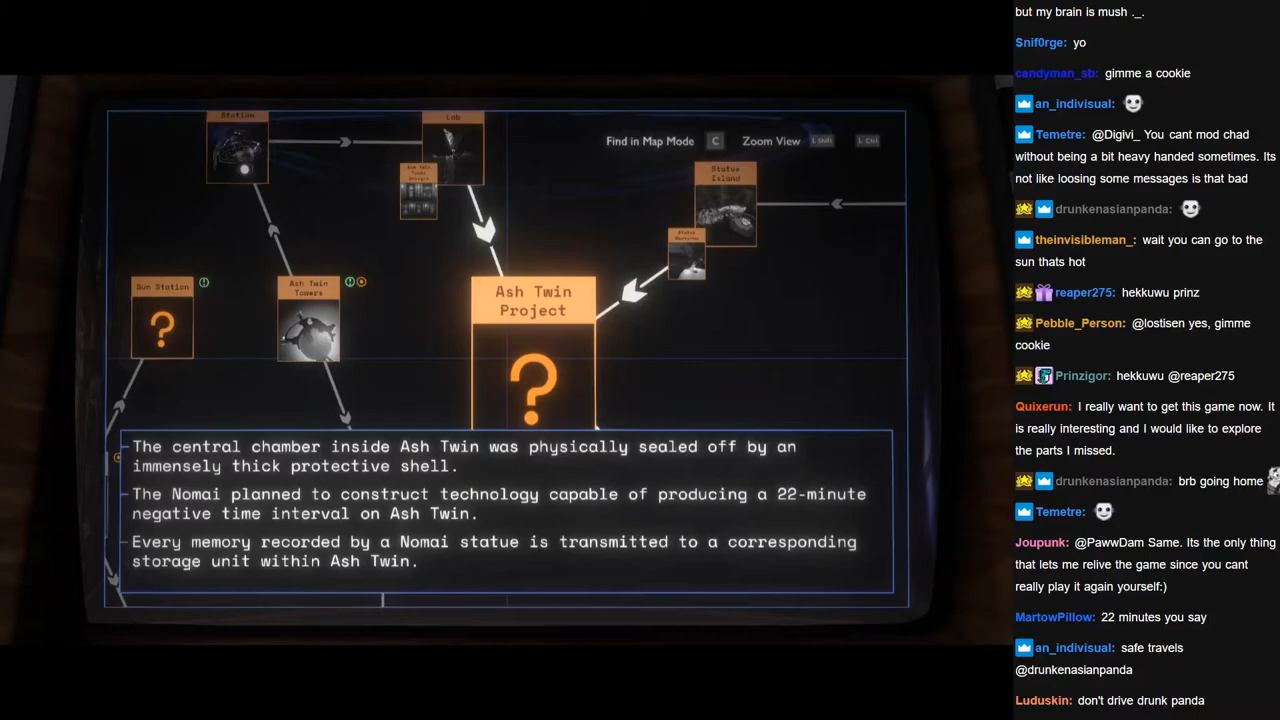 Station
Lab
Ash Twin
Towers
Designs
Find in Map Mode C Zoom View L Shift L Ctrl
Statue
Island
Statue
Sun Station
Ash Twin
Towers
Ash Twin
Project
?
?
The central chamber inside Ash Twin was physically sealed off by an
immensely thick protective shell.
The Nomai planned to construct technology capable of producing a 22-minute
negative time interval on Ash Twin.
Every memory recorded by a Nomai statue is transmitted to a corresponding
storage unit within Ash Twin.
but my brain is mush ._.
Snif0rge: yo
candyman_sb: gimme a cookie
an_indivisual:
Temetre: @Digivi_ You cant mod chad
without being a bit heavy handed sometimes. Its
not like loosing some messages is that bad
drunkenasianpanda:
theinvisibleman_: wait you can go to the
sun thats hot
reaper275: hekkuwu prinz
Pebble_Person: @lostisen yes, gimme
cookie
Prinzigor: hekkuwu @reaper275
Quixerun: I really want to get this game now. It
is really interesting and I would like to explore
the parts I missed.
drunkenasianpanda: brb going home
Temetre:
Joupunk: @PawwDam Same. Its the only thing
that lets me relive the game since you cant
really play it again yourself:)
MartowPillow: 22 minutes you say
an_indivisual: safe travels
@drunkenasianpanda
Luduskin: don't drive drunk panda